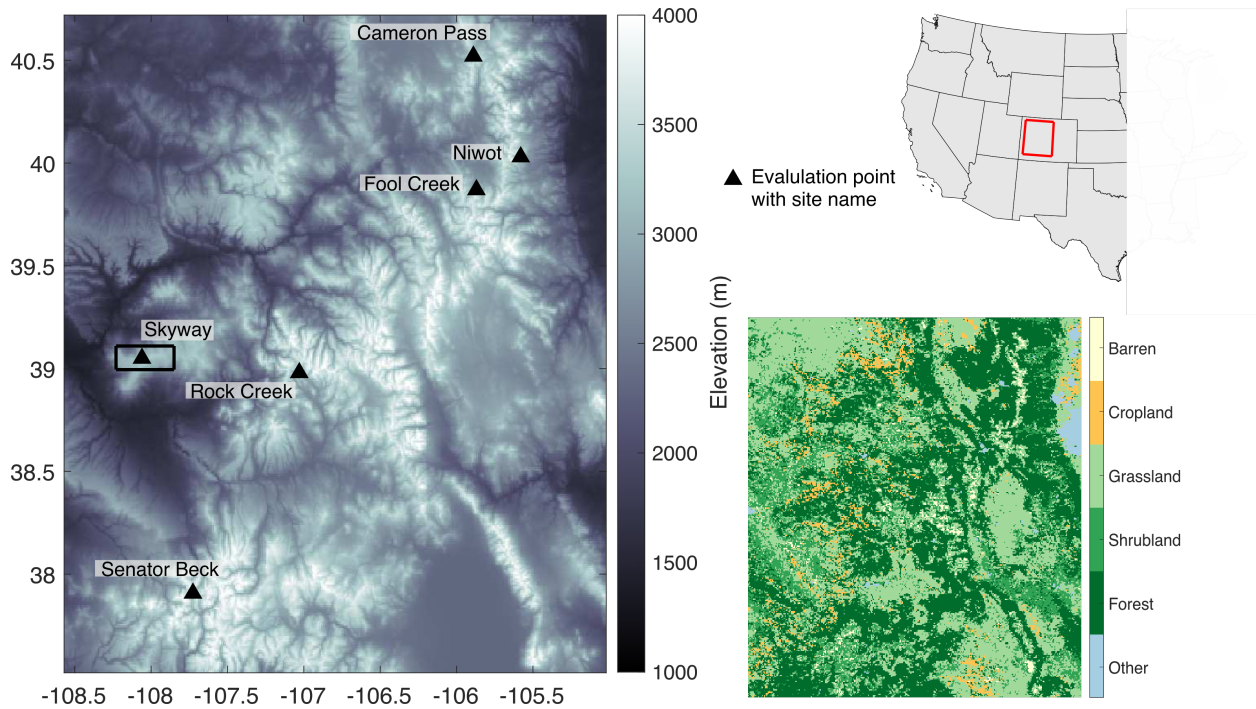 40.5
40
39.5
39
38.5
38
-108.5
-108
-107.5
-107
-106.5
-106
-105.5
Cameron Pass
Niwot
Fool Creek
Skyway
Rock Creek
Senator Beck
4000
3500
3000
2500
2000
1500
1000
Elevation (m)
Evalulation point
with site name
Barren
Cropland
Grassland
Shrubland
Forest
Other